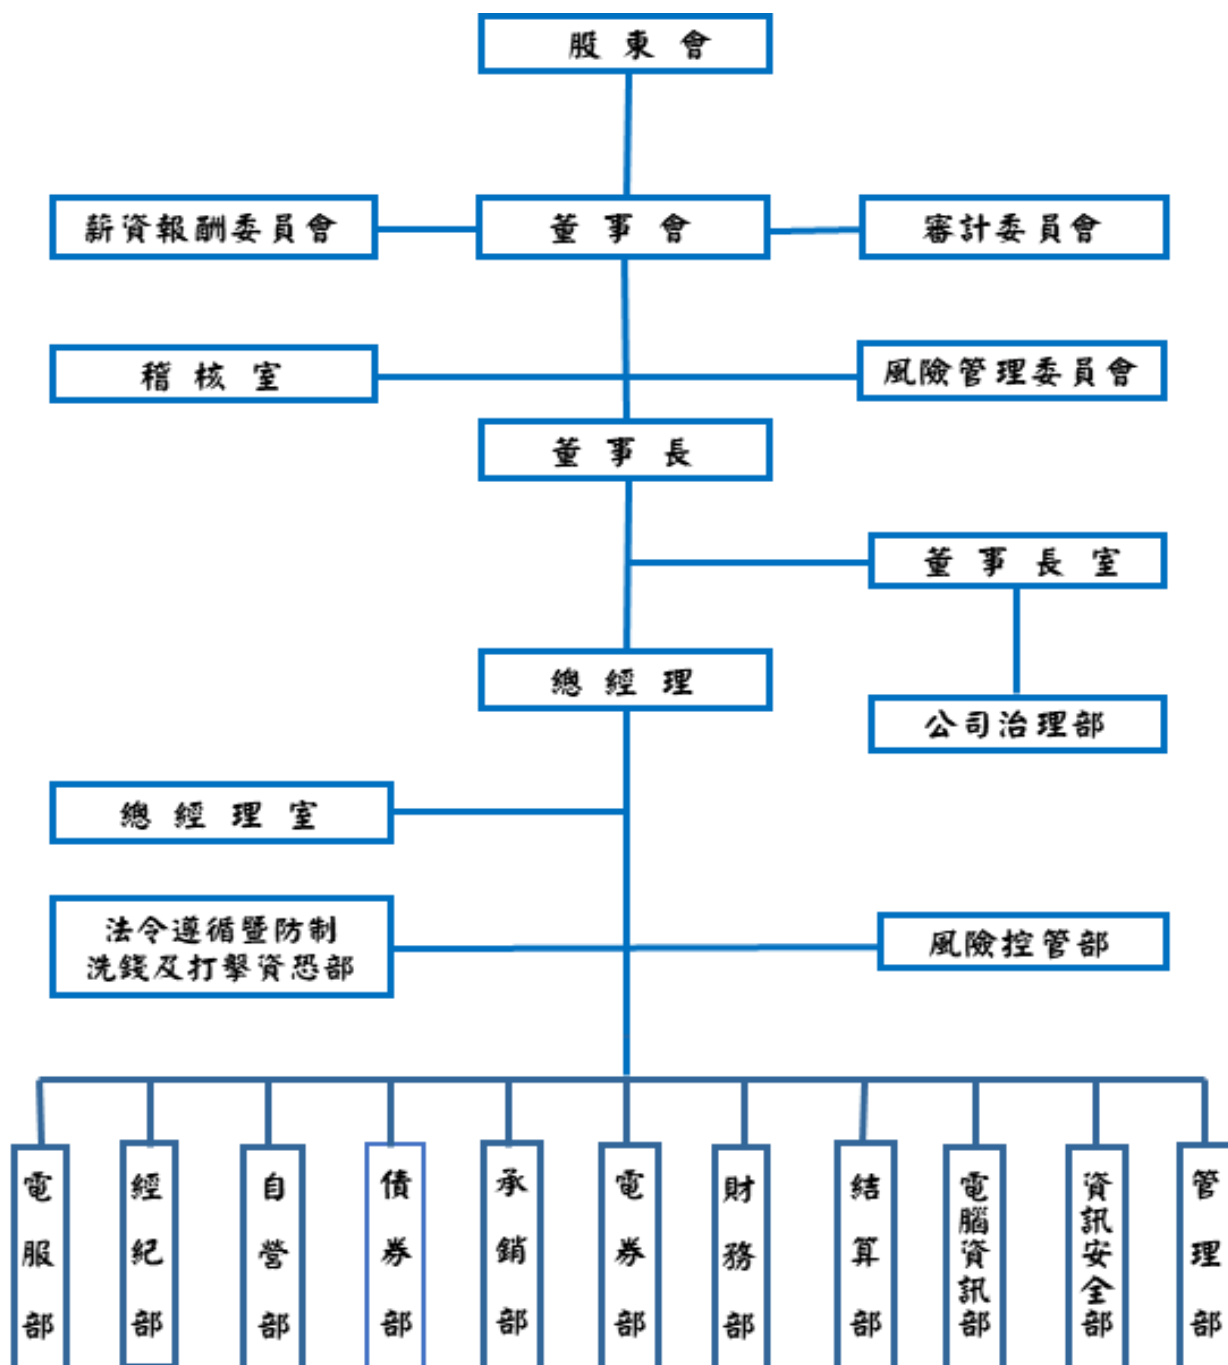 股東會
薪資報酬委員會
董事會
審計委員會
稽核室
風險管理委員會
董事長
董事長室
總經理
公司治理部
總經理室
法令遵循暨防制
洗錢及打擊資恐部
風險控管部
電服部
經紀部
自營部
債券部
承銷部
電券部
財務部
結算部
電腦資訊部
資訊安全部
管理部